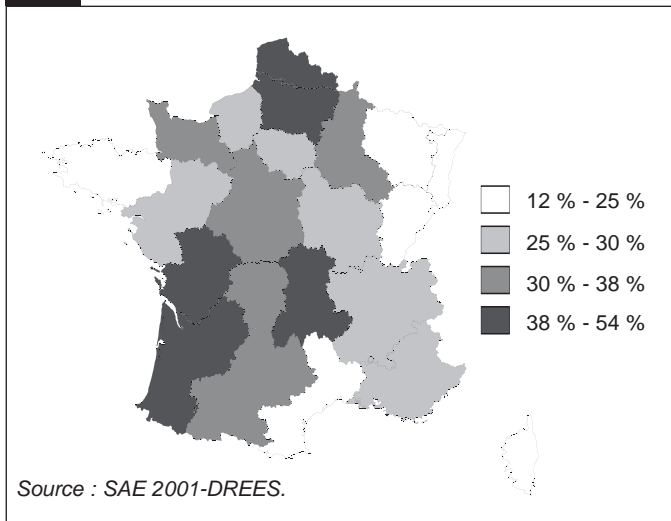 12 % - 25 %
25 % - 30 %
30 % - 38 %
38 % - 54 %
Source : SAE 2001-DREES.